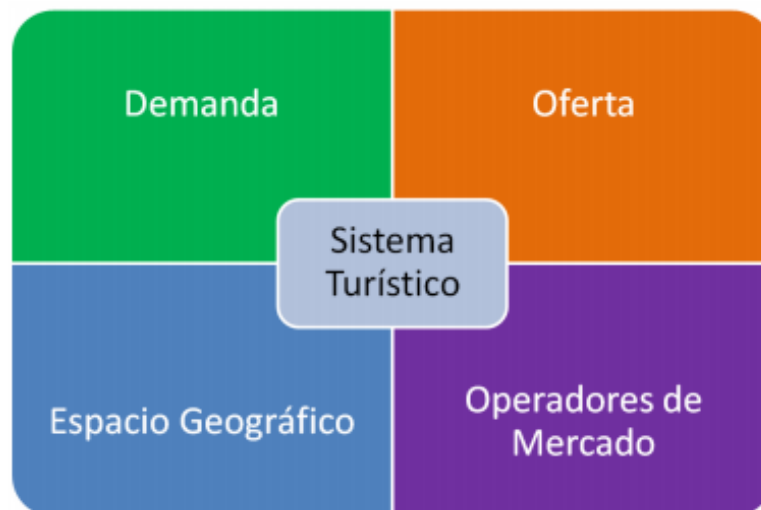 Demanda
Oferta
Sistema
Turístico
Espacio Geográfico
Operadores de
Mercado